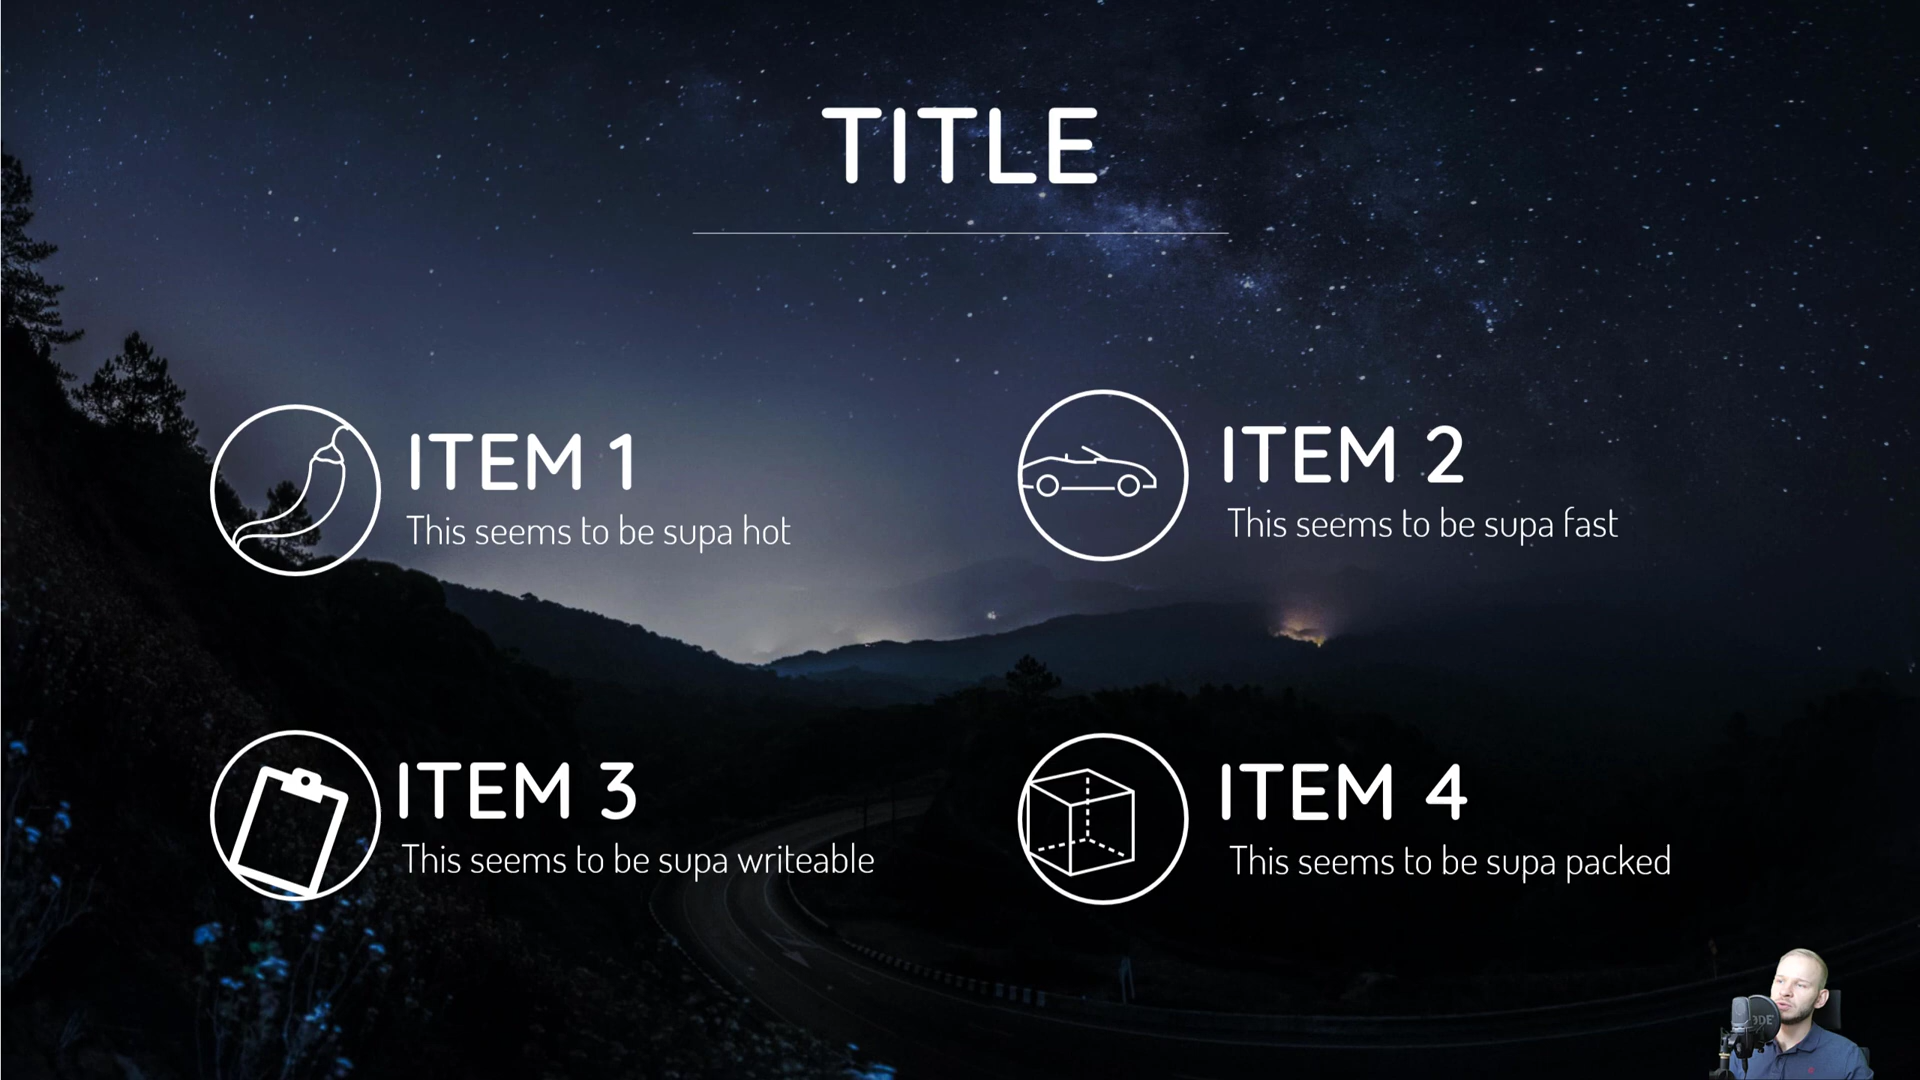 TITLE
ITEM 1
This seems to be supa hot
ITEM 2
This seems to be supa fast
ITEM 3
This seems to be supa writeable
ITEM 4
This seems to be supa packed